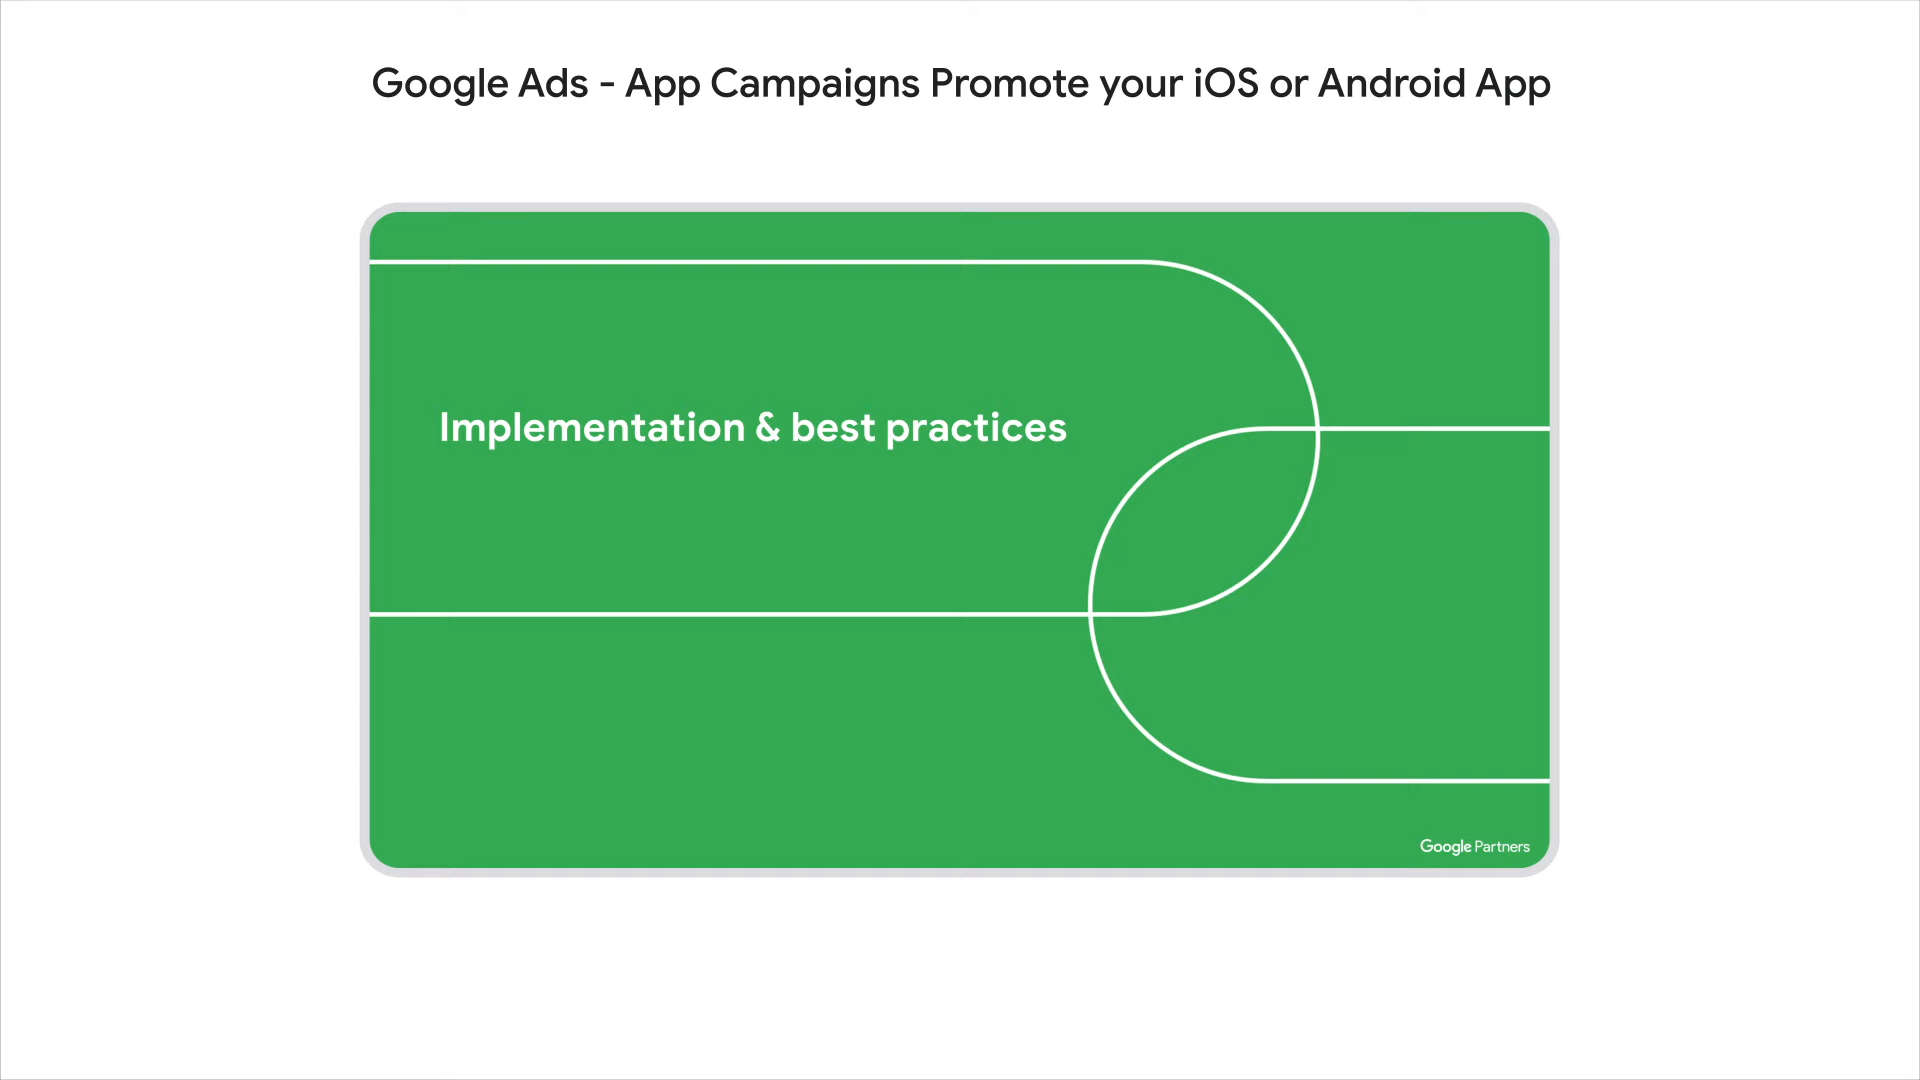 Google Ads - App Campaigns Promote your iOS or Android App
Implementation & best practices
Google Partners